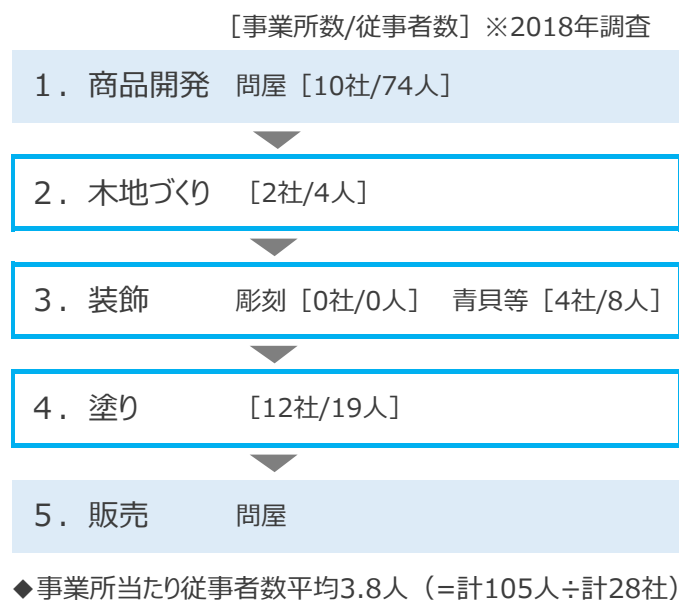 ［事業所数/従事者数］※2018年調査
１．商品開発 問屋［10社/74人］
２．木地づくり ［2社/4人］
３．装飾 彫刻［0社/0人］ 青貝等［4社/8人］
４．塗り ［12社/19人］
５．販売 問屋
◆事業所当たり従事者数平均3.8人（=計105人÷計28社）